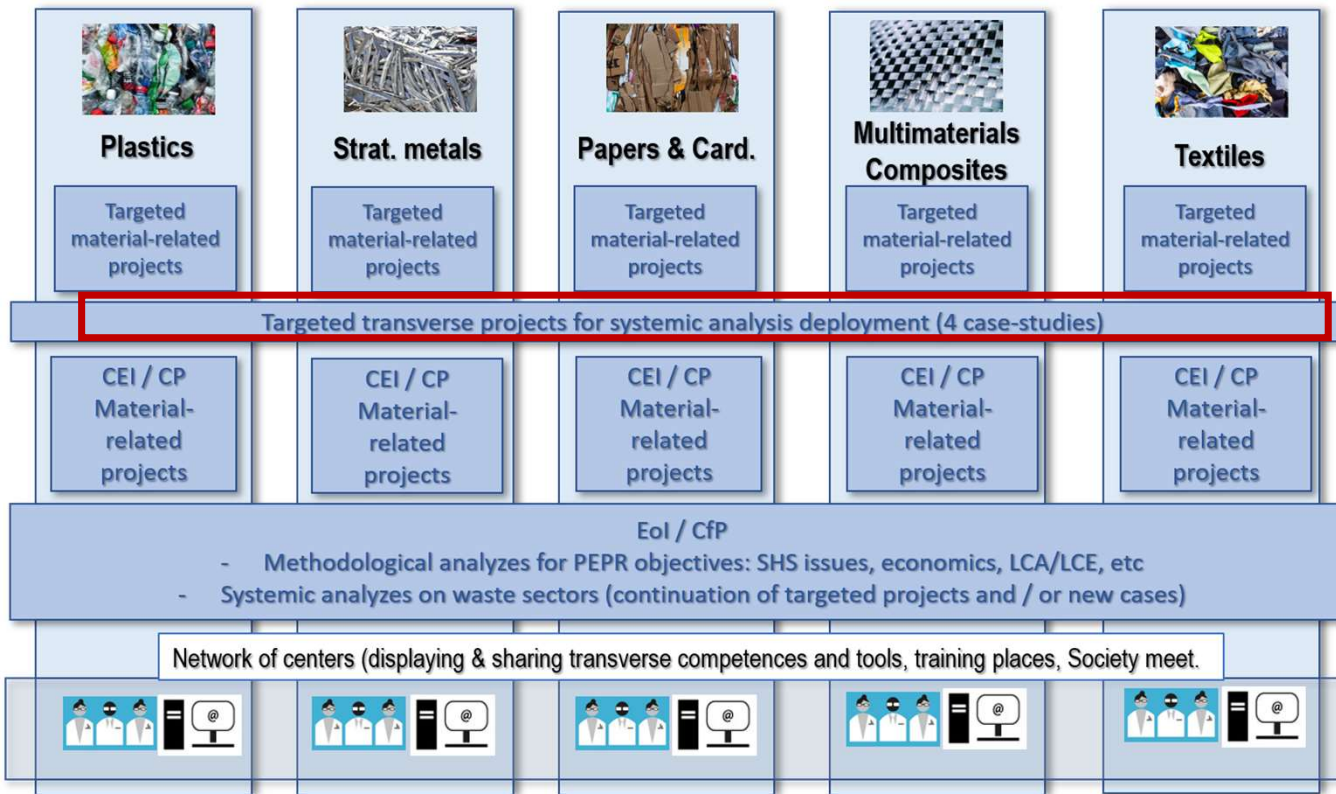 Plastics
Strat. metals
Papers & Card.
Multimaterials
Composites
Textiles
Targeted
material-related
projects
Targeted
material-related
projects
Targeted
material-related
projects
Targeted
material-related
projects
Targeted
material-related
projects
Targeted transverse projects for systemic analysis deployment (4 case-studies)
CEI / CP
Material-
related
projects
CEI / CP
Material-
related
projects
CEI / CP
Material-
related
projects
CEI / CP
Material-
related
projects
CEI / CP
Material-
related
projects
EoI / CfP
- Methodological analyzes for PEPR objectives: SHS issues, economics, LCA/LCE, etc
- Systemic analyzes on waste sectors (continuation of targeted projects and / or new cases)
Network of centers (displaying & sharing transverse competences and tools, training places, Society meet.
@
@
@
@
@